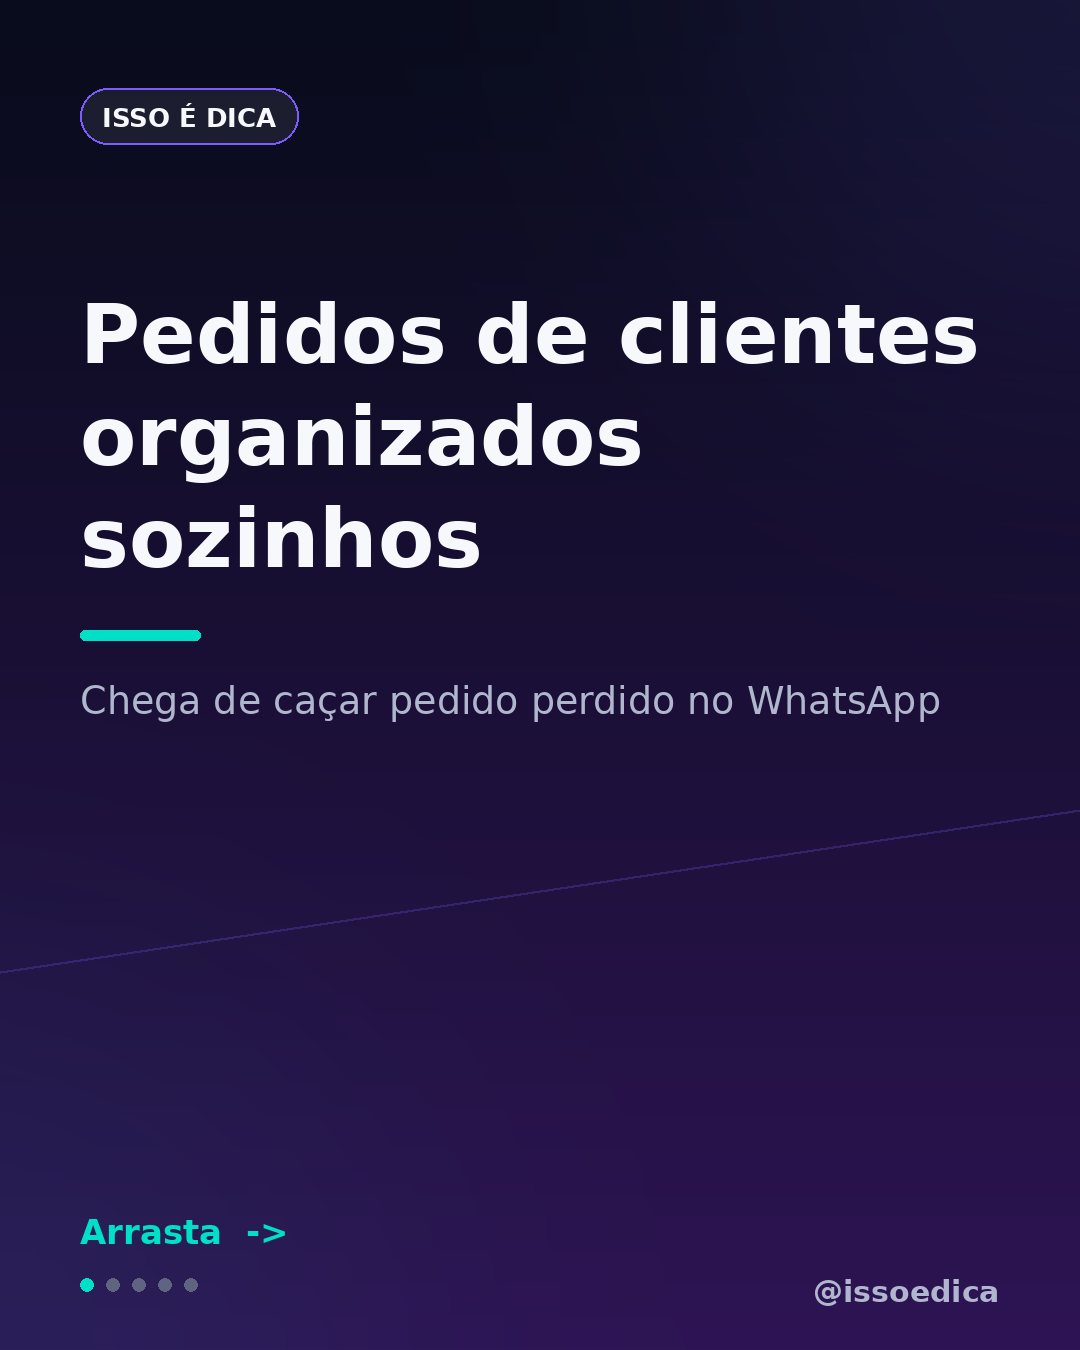 ISSO É DICA
Pedidos de clientes
organizados
sozinhos
Chega de caçar pedido perdido no WhatsApp
Arrasta ->
@issoedica